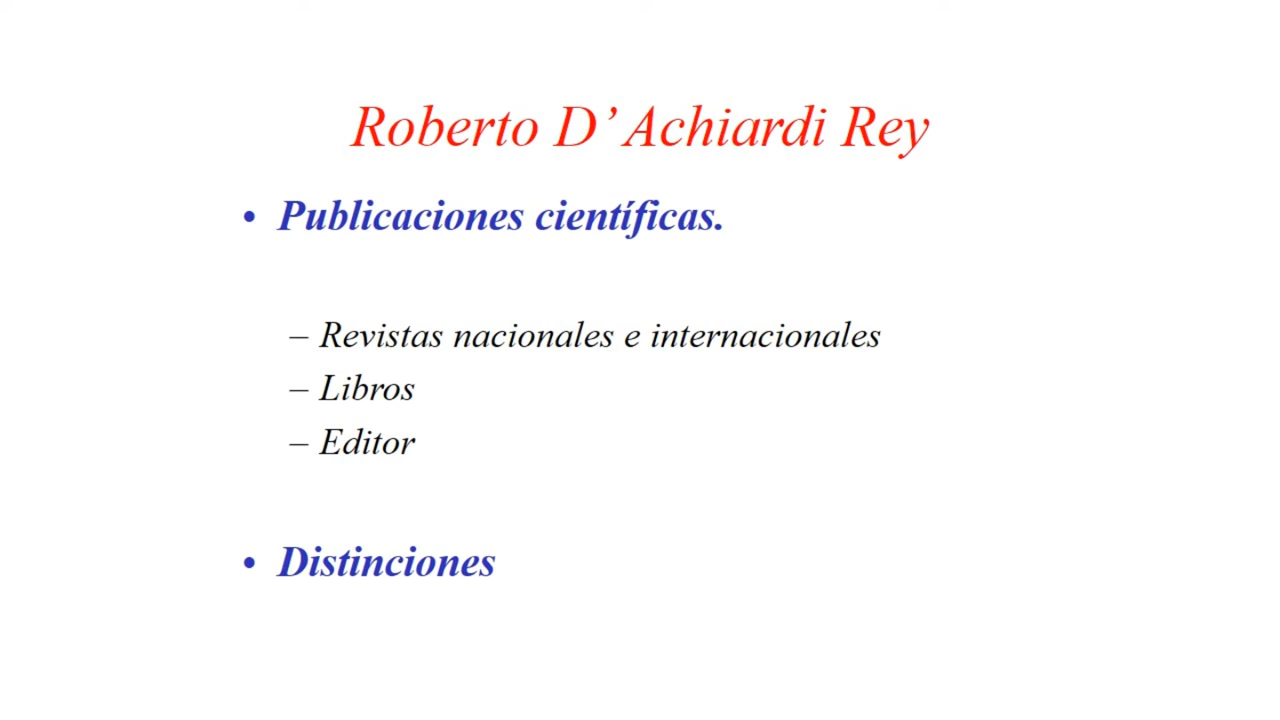 Roberto D’ Achiardi Rey
• Publicaciones científicas.
– Revistas nacionales e internacionales
– Libros
– Editor
• Distinciones